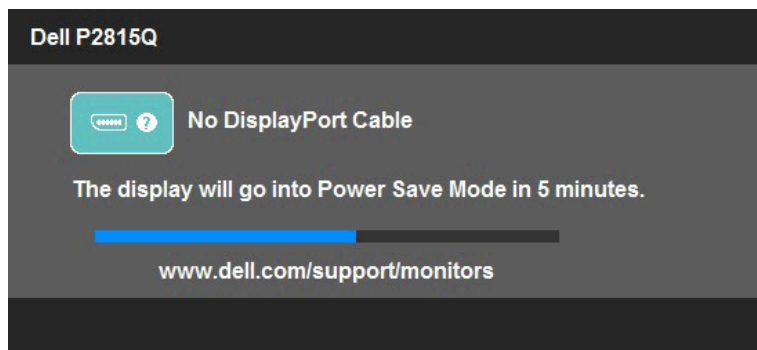 Dell P2815Q
? No DisplayPort Cable
The display will go into Power Save Mode in 5 minutes.
www.dell.com/support/monitors